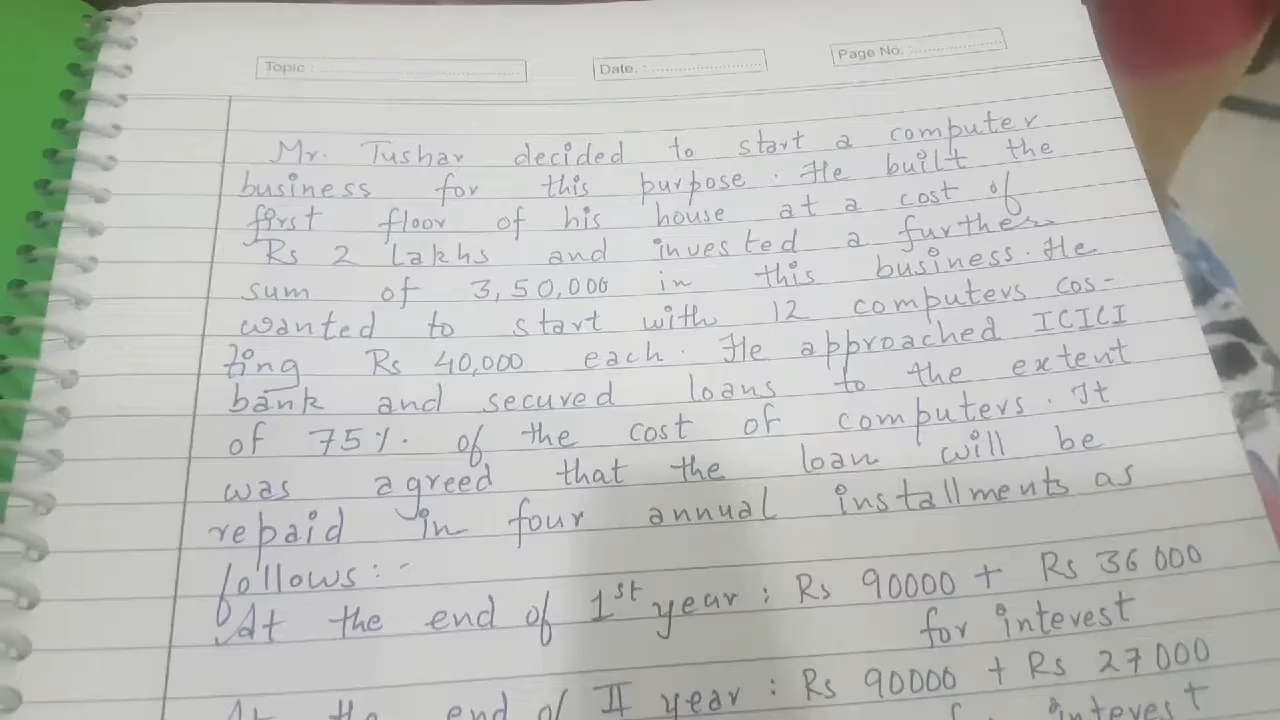 Topic :
Date. :
Page No. :
Mr. Tushar decided to start a computer
business for this purpose. He built the
first floor of his house at a cost of
Rs 2 Lakhs and invested a further
sum of 3,50,000 in this business. He
wanted to start with 12 computers cos-
ting Rs 40,000 each. He approached ICICI
bank and secured loans to the extent
of 75%. of the cost of computers. It
was agreed that the loan will be
repaid in four annual installments as
follows:-
At the end of 1st year : Rs 90000 + Rs 36000
for interest
At the end of II year : Rs 90000 + Rs 27000
interest